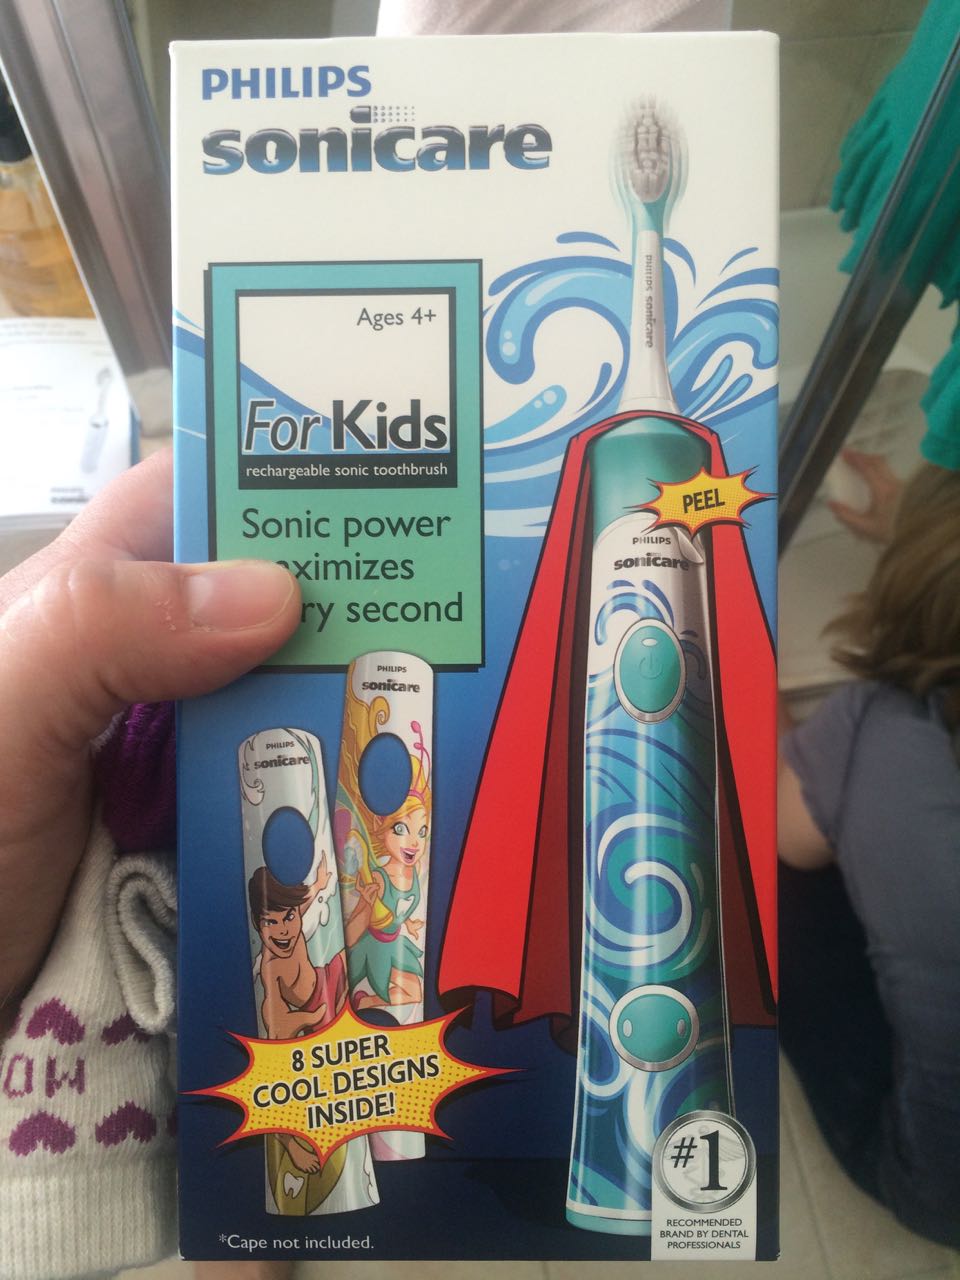 PHILIPS
sonicare
Ages 4+
For Kids
rechargeable sonic toothbrush
Sonic power
second
philips sonicare
PEEL
PHILIPS
sonicare
PHILIPS
sonicare
PHILIPS
sonicare
8 SUPER
COOL DESIGNS
INSIDE!
#1
RECOMMENDED
BRAND BY DENTAL
PROFESSIONALS
*Cape not included.